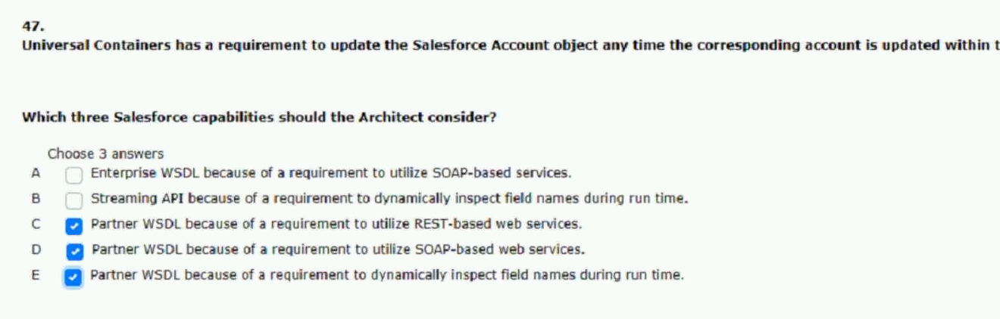 47.
Universal Containers has a requirement to update the Salesforce Account object any time the corresponding account is updated within t
Which three Salesforce capabilities should the Architect consider?
Choose 3 answers
A Enterprise WSDL because of a requirement to utilize SOAP-based services.
B Streaming API because of a requirement to dynamically inspect field names during run time.
C Partner WSDL because of a requirement to utilize REST-based web services.
D Partner WSDL because of a requirement to utilize SOAP-based web services.
E Partner WSDL because of a requirement to dynamically inspect field names during run time.